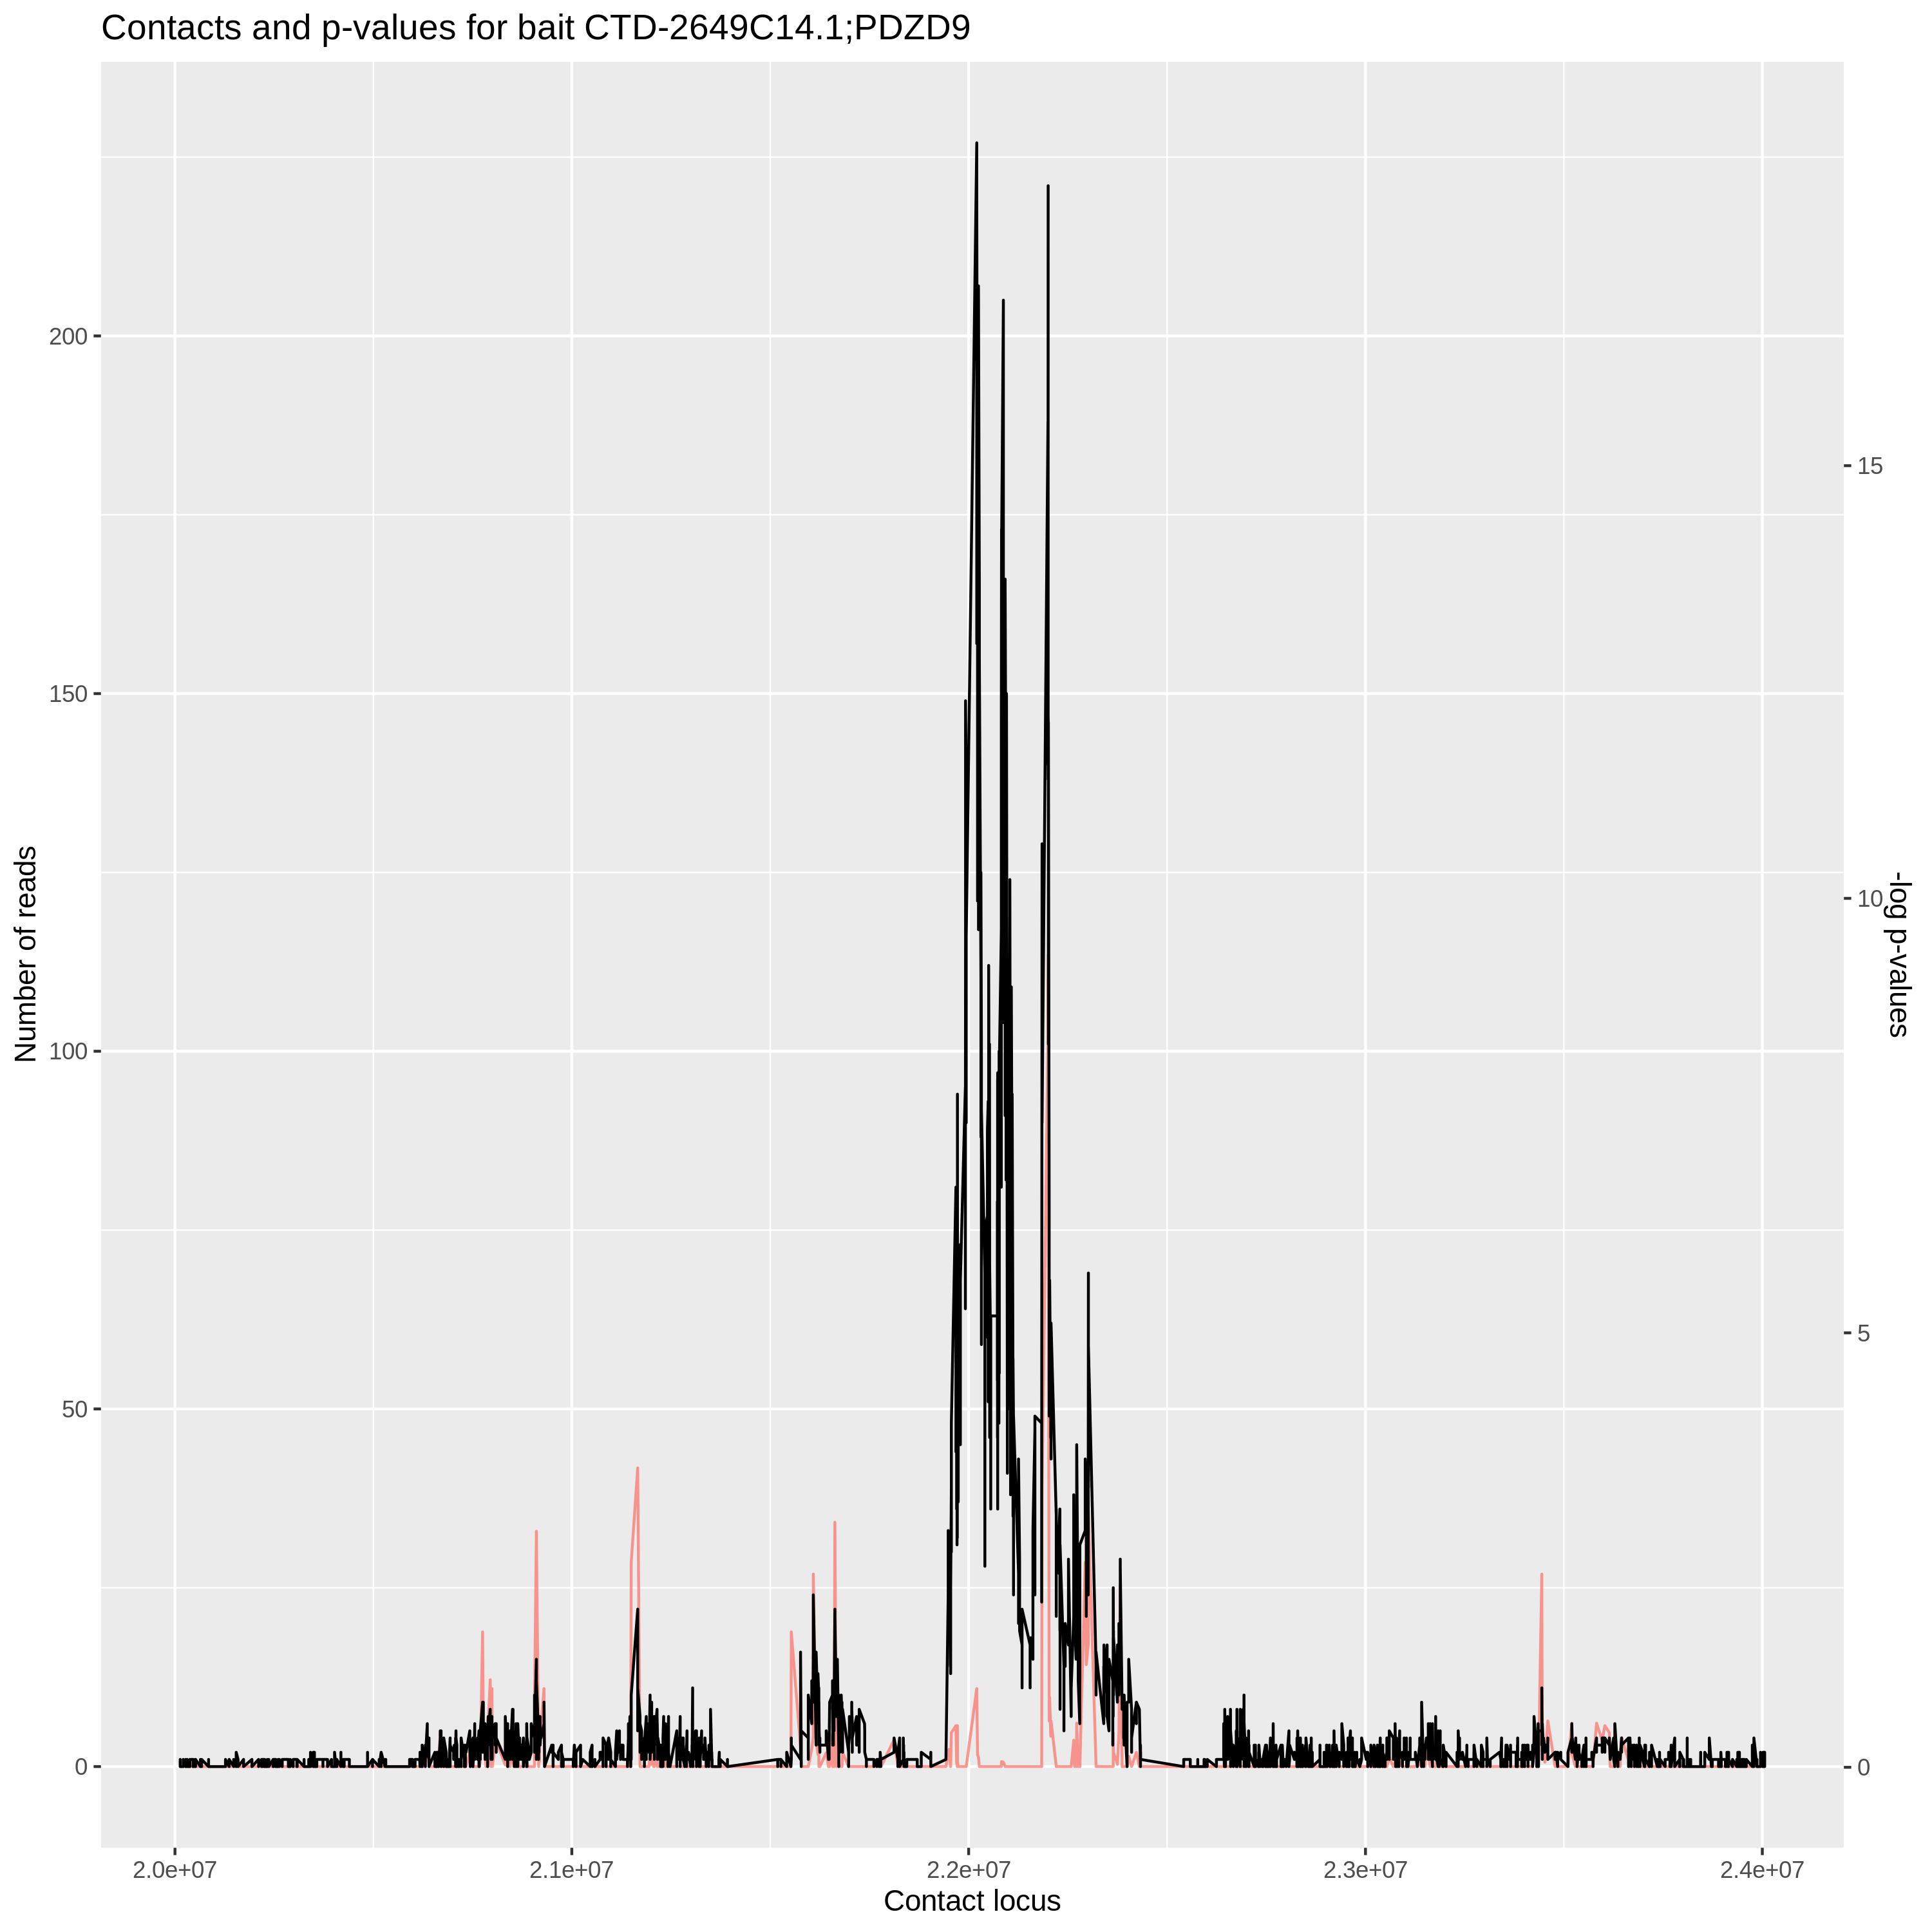 Contacts and p-values for bait CTD-2649C14.1;PDZD9
Number of reads
200
150
100
50
0
15
10
5
0
-log p-values
2.0e+07 2.1e+07 2.2e+07 2.3e+07 2.4e+07
Contact locus